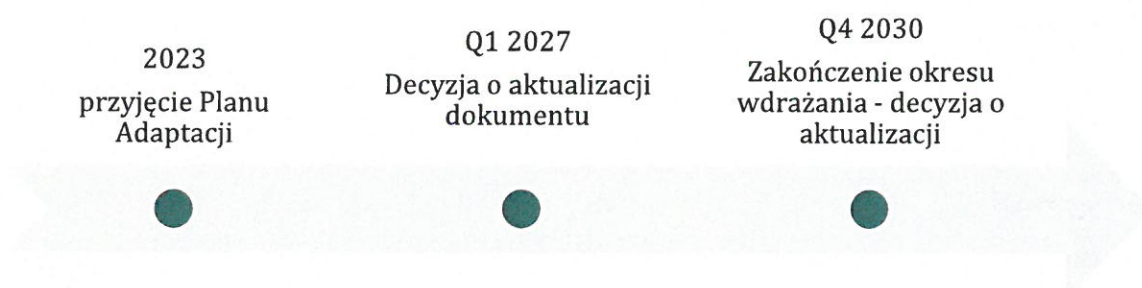 2023
przyjęcie Planu
Adaptacji
Q1 2027
Decyzja o aktualizacji
dokumentu
Q4 2030
Zakończenie okresu
wdrażania - decyzja o
aktualizacji